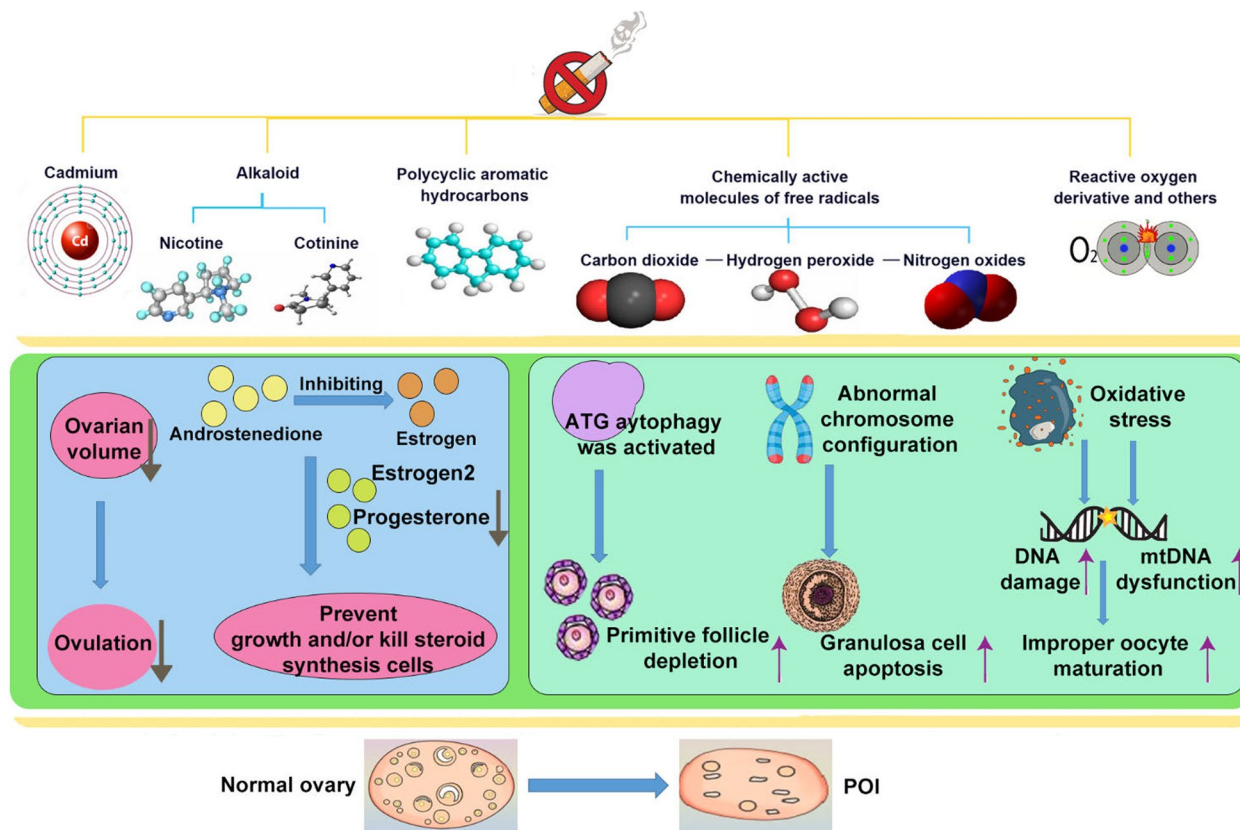 Cadmium
Cd
Alkaloid
Nicotine
Cotinine
Polycyclic aromatic
hydrocarbons
Chemically active
molecules of free radicals
Carbon dioxide — Hydrogen peroxide — Nitrogen oxides
Reactive oxygen
derivative and others
O2
Ovarian
volume
Ovulation
Androstenedione
Inhibiting
Estrogen
Estrogen2
Progesterone
Prevent
growth and/or kill steroid
synthesis cells
ATG aytophagy
was activated
Primitive follicle
depletion
Abnormal
chromosome
configuration
Granulosa cell
apoptosis
Oxidative
stress
DNA
damage
mtDNA
dysfunction
Improper oocyte
maturation
Normal ovary
POI